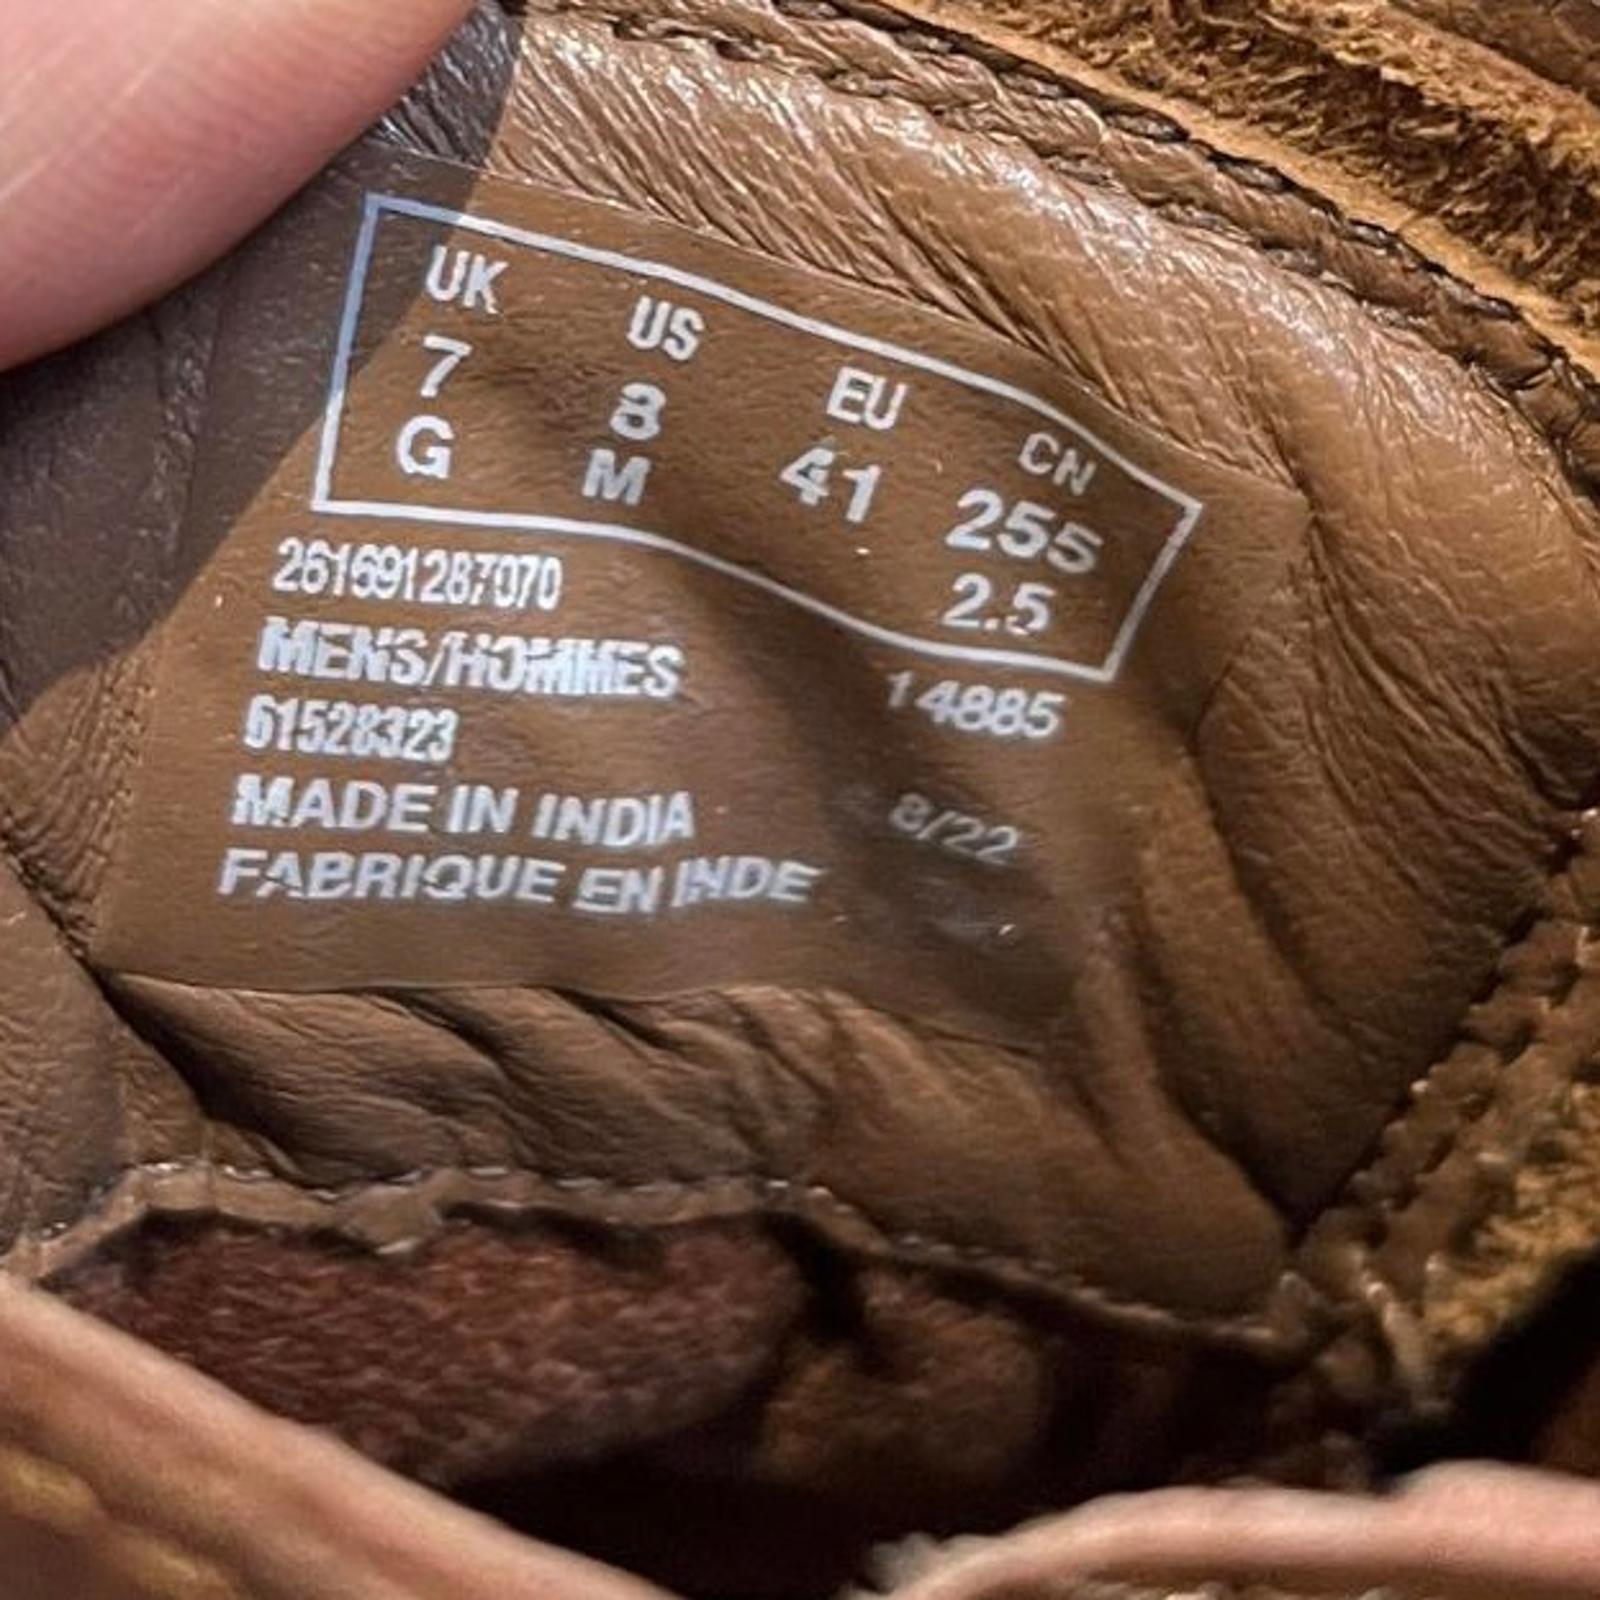 UK US EU CN
7 8 41 255
G M 2.5
261691287070
MENS/HOMMES 14885
61528323
MADE IN INDIA 8/22
FABRIQUE EN INDE